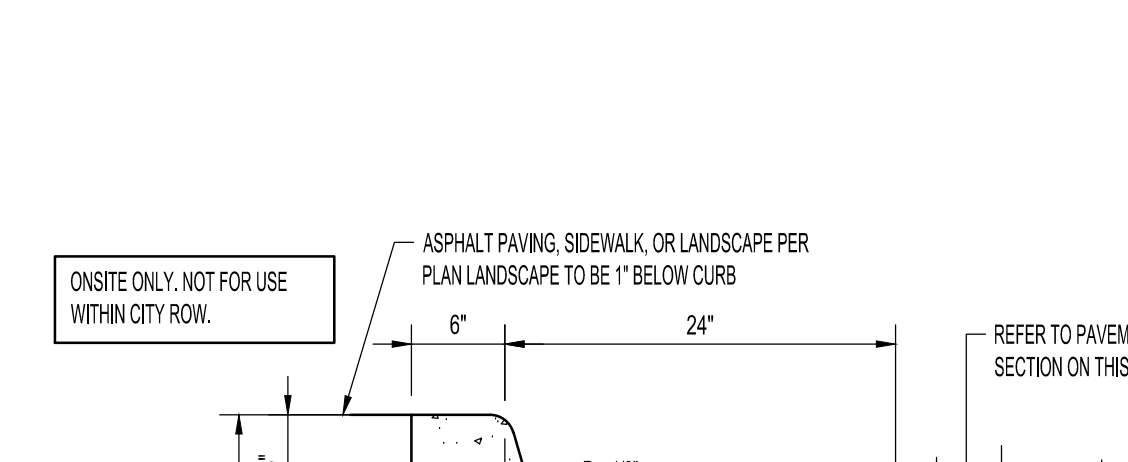 ASPHALT PAVING, SIDEWALK, OR LANDSCAPE PER
PLAN LANDSCAPE TO BE 1" BELOW CURB
ONSITE ONLY. NOT FOR USE
WITHIN CITY ROW.
6"
24"
REFER TO PAVEM
SECTION ON THIS